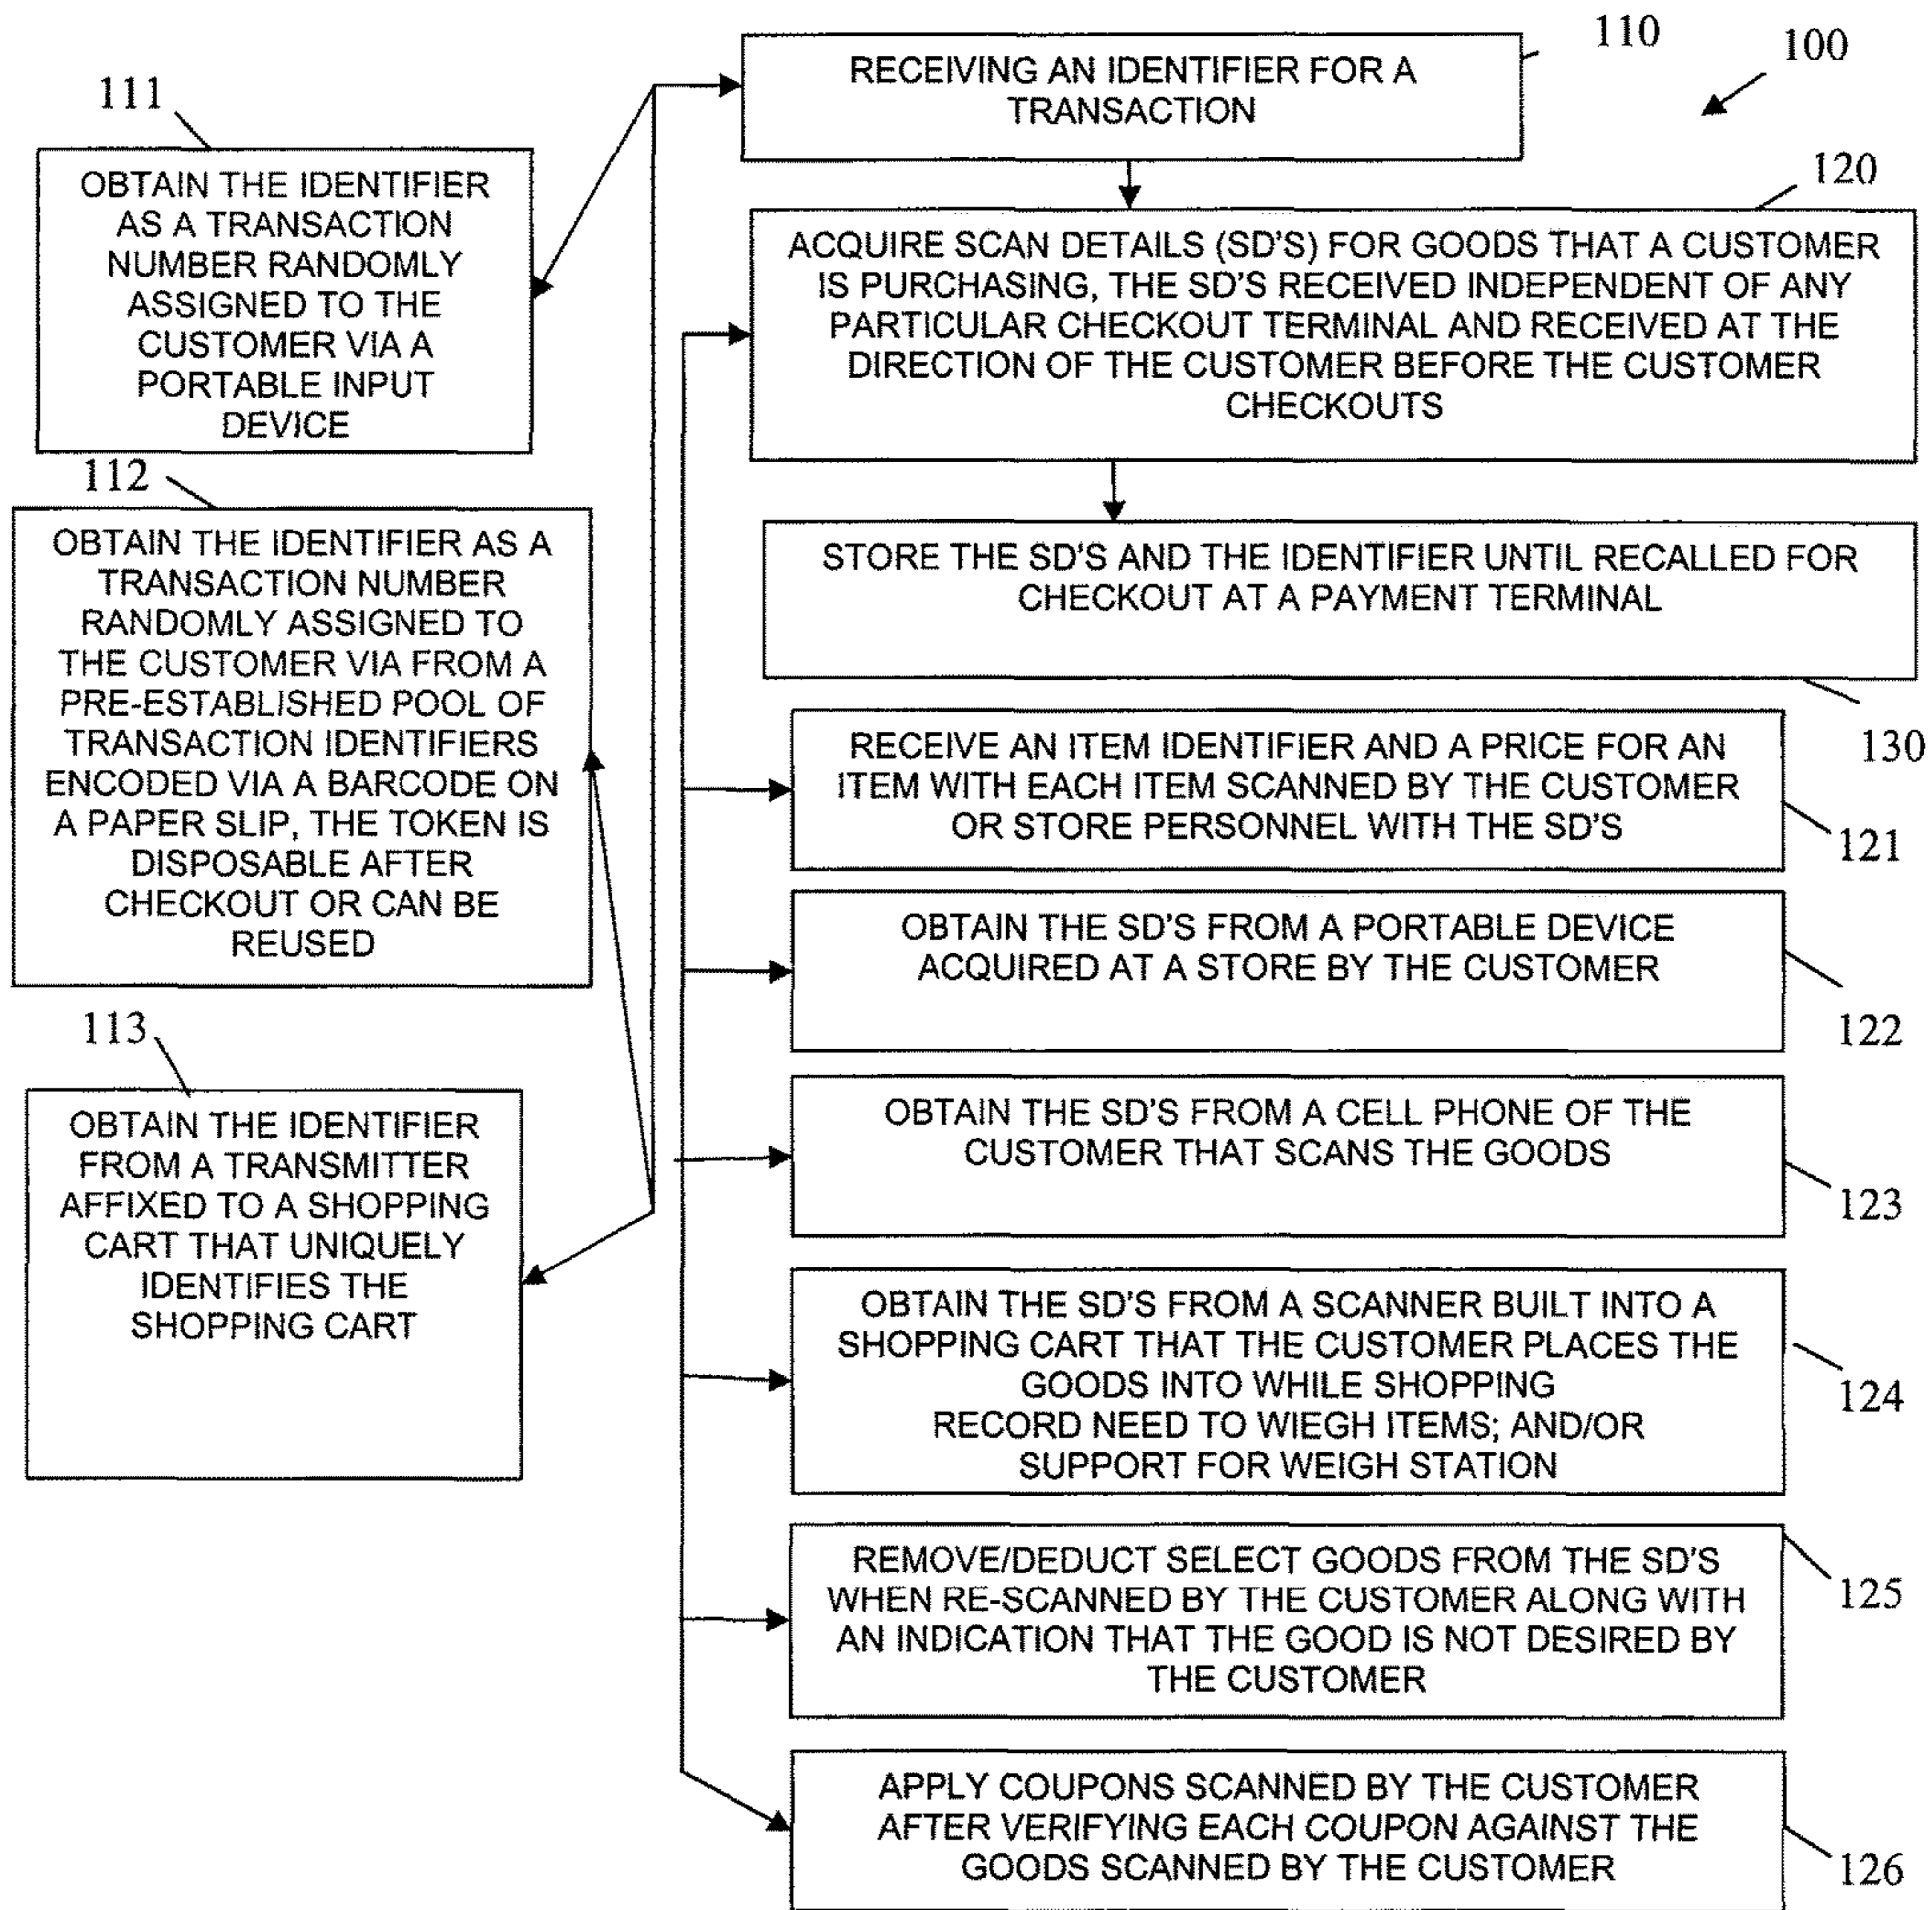 110
100
RECEIVING AN IDENTIFIER FOR A
TRANSACTION
111
OBTAIN THE IDENTIFIER
AS A TRANSACTION
NUMBER RANDOMLY
ASSIGNED TO THE
CUSTOMER VIA A
PORTABLE INPUT
DEVICE
120
ACQUIRE SCAN DETAILS (SD'S) FOR GOODS THAT A CUSTOMER
IS PURCHASING, THE SD'S RECEIVED INDEPENDENT OF ANY
PARTICULAR CHECKOUT TERMINAL AND RECEIVED AT THE
DIRECTION OF THE CUSTOMER BEFORE THE CUSTOMER
CHECKOUTS
112
OBTAIN THE IDENTIFIER AS A
TRANSACTION NUMBER
RANDOMLY ASSIGNED TO
THE CUSTOMER VIA FROM A
PRE-ESTABLISHED POOL OF
TRANSACTION IDENTIFIERS
ENCODED VIA A BARCODE ON
A PAPER SLIP, THE TOKEN IS
DISPOSABLE AFTER
CHECKOUT OR CAN BE
REUSED
STORE THE SD'S AND THE IDENTIFIER UNTIL RECALLED FOR
CHECKOUT AT A PAYMENT TERMINAL
130
RECEIVE AN ITEM IDENTIFIER AND A PRICE FOR AN
ITEM WITH EACH ITEM SCANNED BY THE CUSTOMER
OR STORE PERSONNEL WITH THE SD'S
121
OBTAIN THE SD'S FROM A PORTABLE DEVICE
ACQUIRED AT A STORE BY THE CUSTOMER
122
113
OBTAIN THE IDENTIFIER
FROM A TRANSMITTER
AFFIXED TO A SHOPPING
CART THAT UNIQUELY
IDENTIFIES THE
SHOPPING CART
OBTAIN THE SD'S FROM A CELL PHONE OF THE
CUSTOMER THAT SCANS THE GOODS
123
OBTAIN THE SD'S FROM A SCANNER BUILT INTO A
SHOPPING CART THAT THE CUSTOMER PLACES THE
GOODS INTO WHILE SHOPPING
RECORD NEED TO WIEGH ITEMS; AND/OR
SUPPORT FOR WEIGH STATION
124
REMOVE/DEDUCT SELECT GOODS FROM THE SD'S
WHEN RE-SCANNED BY THE CUSTOMER ALONG WITH
AN INDICATION THAT THE GOOD IS NOT DESIRED BY
THE CUSTOMER
125
APPLY COUPONS SCANNED BY THE CUSTOMER
AFTER VERIFYING EACH COUPON AGAINST THE
GOODS SCANNED BY THE CUSTOMER
126